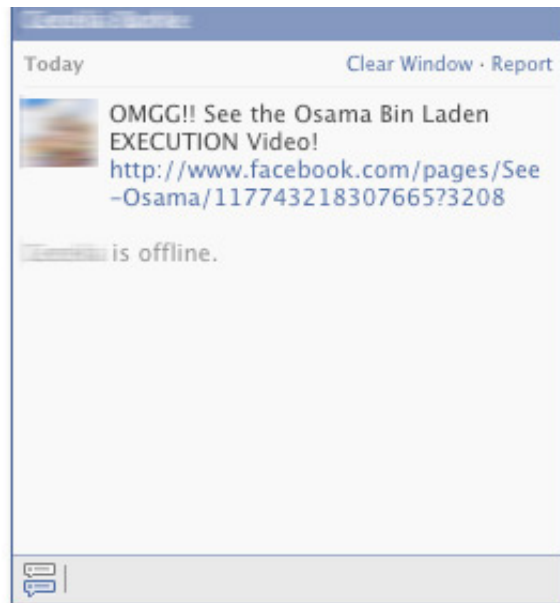 Today Clear Window · Report
OMGG!! See the Osama Bin Laden
EXECUTION Video!
http://www.facebook.com/pages/See
-Osama/117743218307665?3208
is offline.